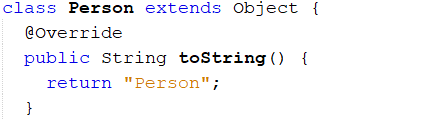 class Person extends Object {
  @Override
  public String toString() {
    return "Person";
  }